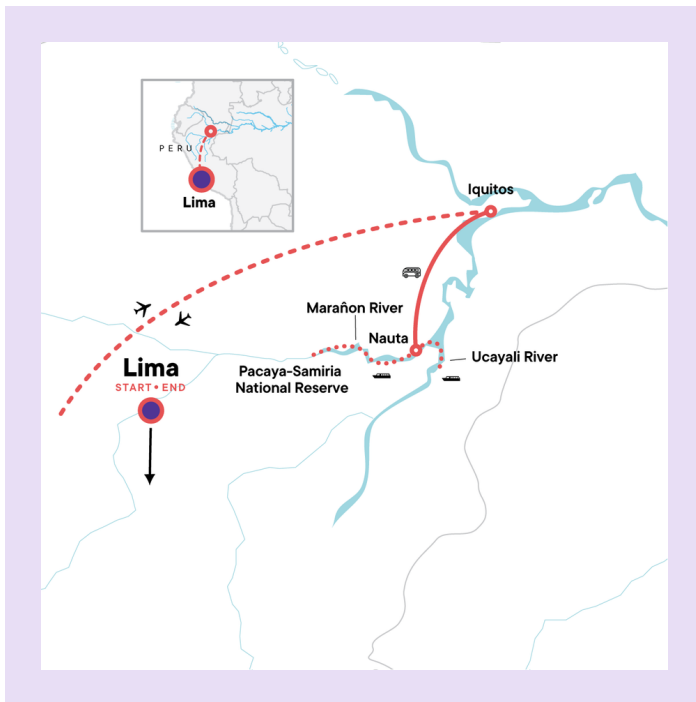 PERU
Lima
Iquitos
Marañon River
Nauta
Ucayali River
Lima
START • END
Pacaya-Samiria
National Reserve